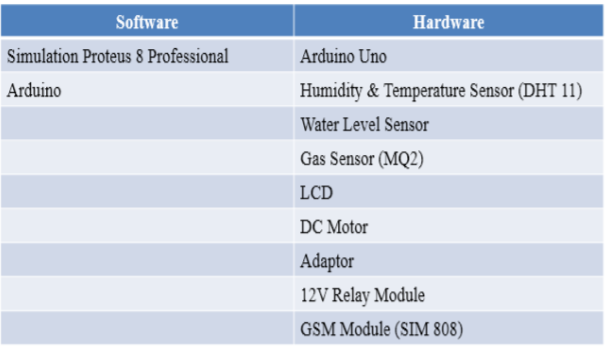 Software Hardware
Simulation Proteus 8 Professional Arduino Uno
Arduino Humidity & Temperature Sensor (DHT 11)
Water Level Sensor
Gas Sensor (MQ2)
LCD
DC Motor
Adaptor
12V Relay Module
GSM Module (SIM 808)